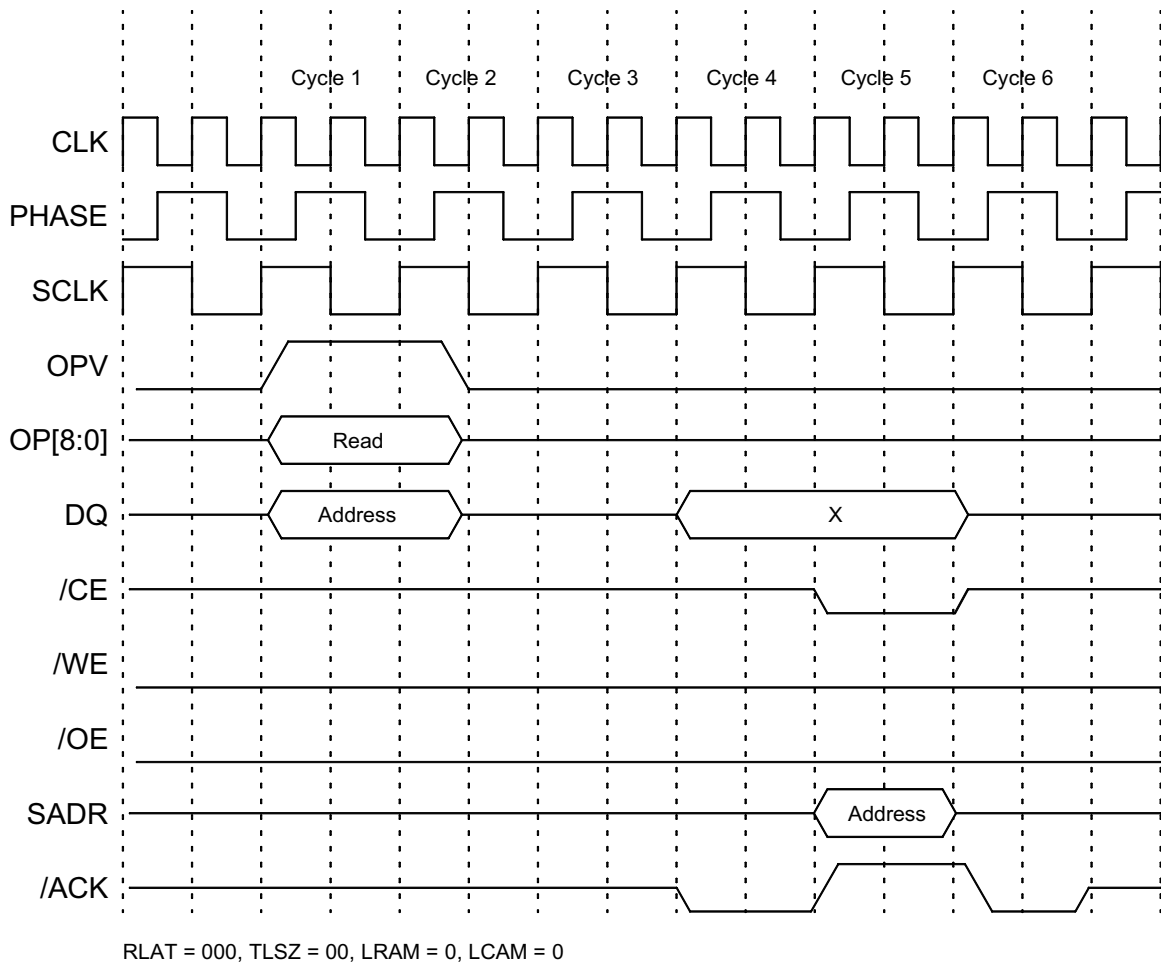 Cycle 1 Cycle 2 Cycle 3 Cycle 4 Cycle 5 Cycle 6
CLK
PHASE
SCLK
OPV
OP[8:0] Read
DQ Address X
/CE
/WE
/OE
SADR Address
/ACK
RLAT = 000, TLSZ = 00, LRAM = 0, LCAM = 0